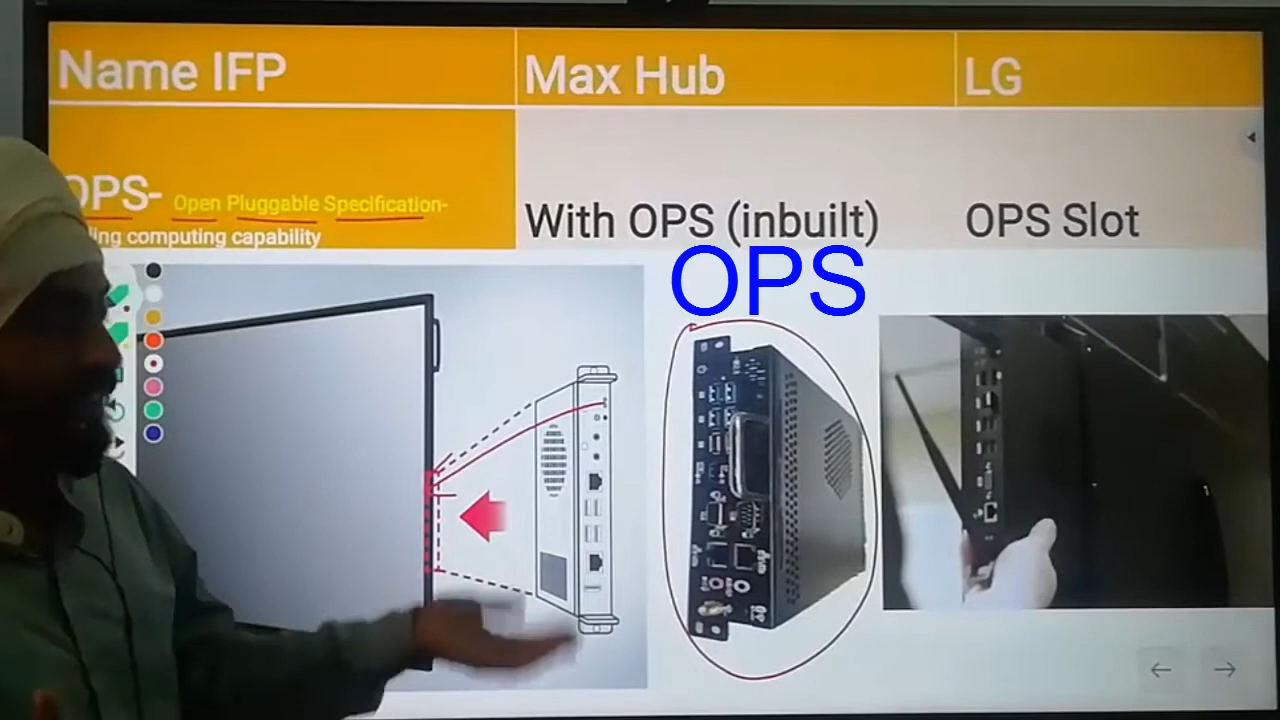 Name IFP
Max Hub
LG
OPS- Open Pluggable Specification-
computing capability
With OPS (inbuilt)
OPS Slot
OPS